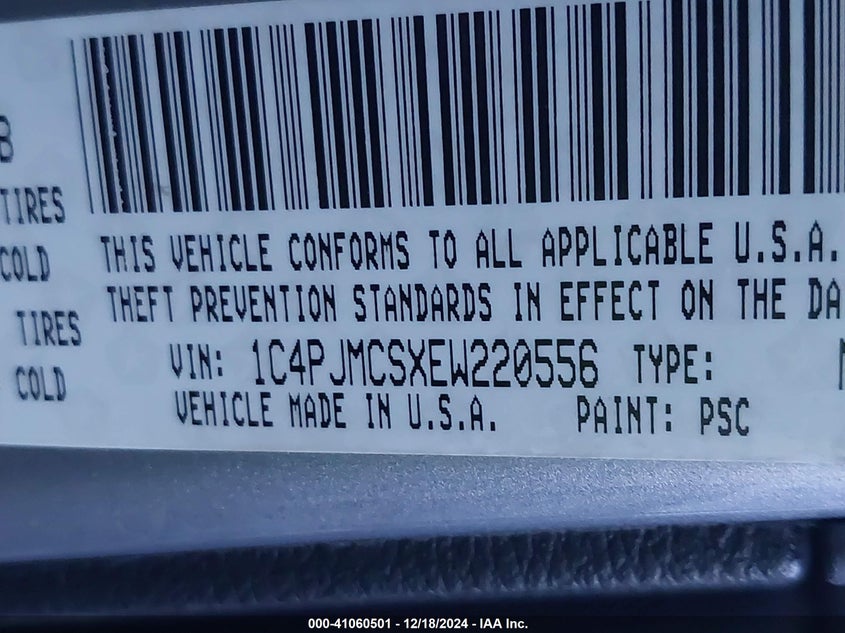 B
TIRES
COLD
TIRES
COLD
THIS VEHICLE CONFORMS TO ALL APPLICABLE U.S.A.
THEFT PREVENTION STANDARDS IN EFFECT ON THE DA
VIN: 1C4PJMCSXEW220556 TYPE:
VEHICLE MADE IN U.S.A. PAINT: PSC
000-41060501 - 12/18/2024 - IAA Inc.